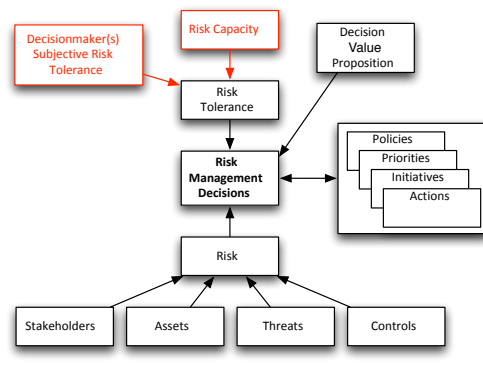 Decisionmaker(s)
Subjective Risk
Tolerance
Risk Capacity
Decision
Value
Proposition
Risk
Tolerance
Risk
Management
Decisions
Policies
Priorities
Initiatives
Actions
Risk
Stakeholders
Assets
Threats
Controls